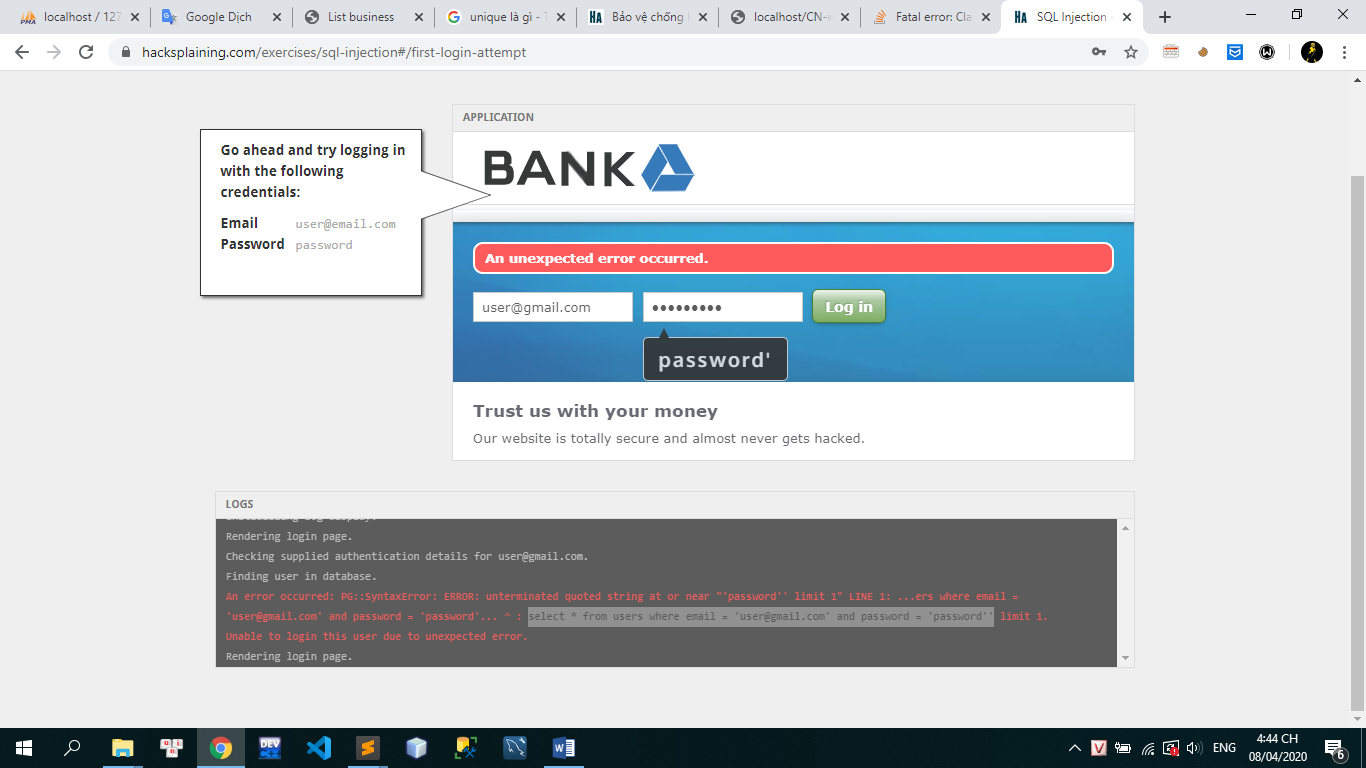 localhost / 127
Google Dịch
List business
unique là gì - T
Bảo vệ chống
localhost/CN-w
Fatal error: Cla
SQL Injection -
hacksplaining.com/exercises/sql-injection#/first-login-attempt
APPLICATION
BANK
Go ahead and try logging in
with the following
credentials:
Email user@email.com
Password password
An unexpected error occurred.
user@gmail.com ••••••••• Log in
password'
Trust us with your money
Our website is totally secure and almost never gets hacked.
LOGS
Rendering login page.
Checking supplied authentication details for user@gmail.com.
Finding user in database.
An error occurred: PG::SyntaxError: ERROR: unterminated quoted string at or near "'password'' limit 1" LINE 1: ...ers where email =
'user@gmail.com' and password = 'password'... ^ : select * from users where email = 'user@gmail.com' and password = 'password'' limit 1.
Unable to login this user due to unexpected error.
Rendering login page.
ENG
4:44 CH
08/04/2020
6